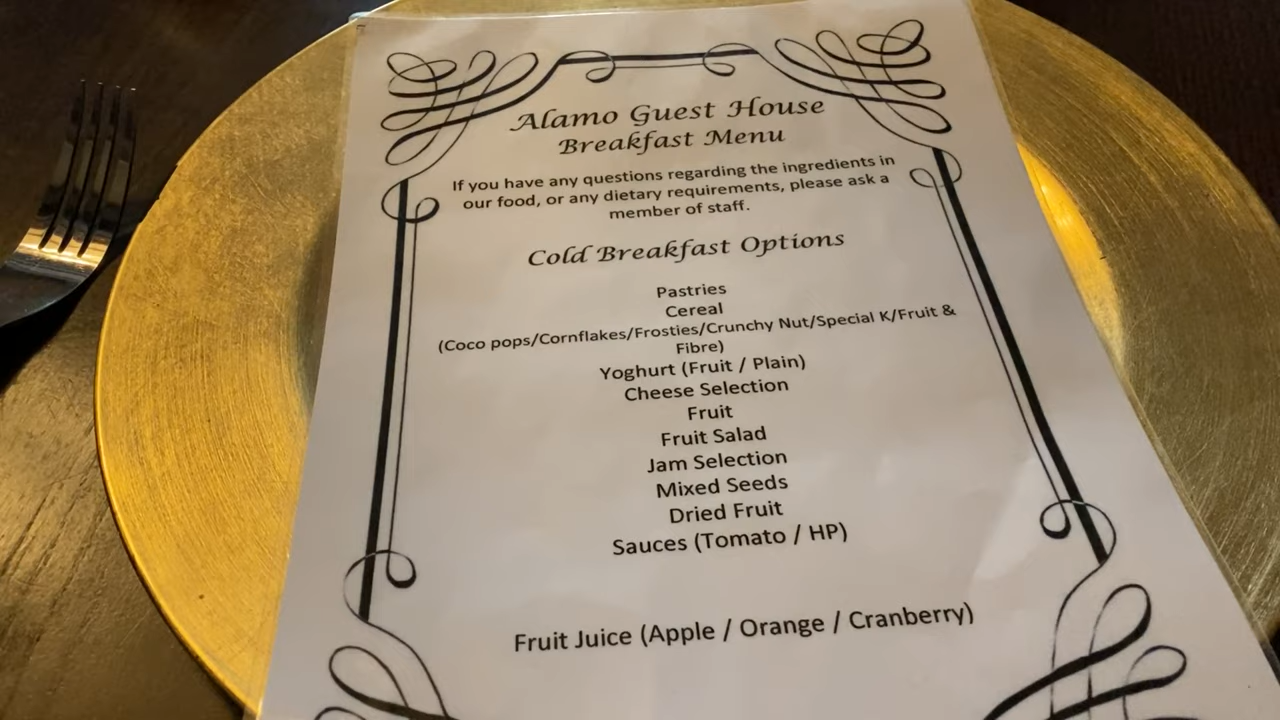 Alamo Guest House
Breakfast Menu
If you have any questions regarding the ingredients in
our food, or any dietary requirements, please ask a
member of staff.
Cold Breakfast Options
Pastries
Cereal
(Coco pops/Cornflakes/Frosties/Crunchy Nut/Special K/Fruit &
Fibre)
Yoghurt (Fruit / Plain)
Cheese Selection
Fruit
Fruit Salad
Jam Selection
Mixed Seeds
Dried Fruit
Sauces (Tomato / HP)
Fruit Juice (Apple / Orange / Cranberry)